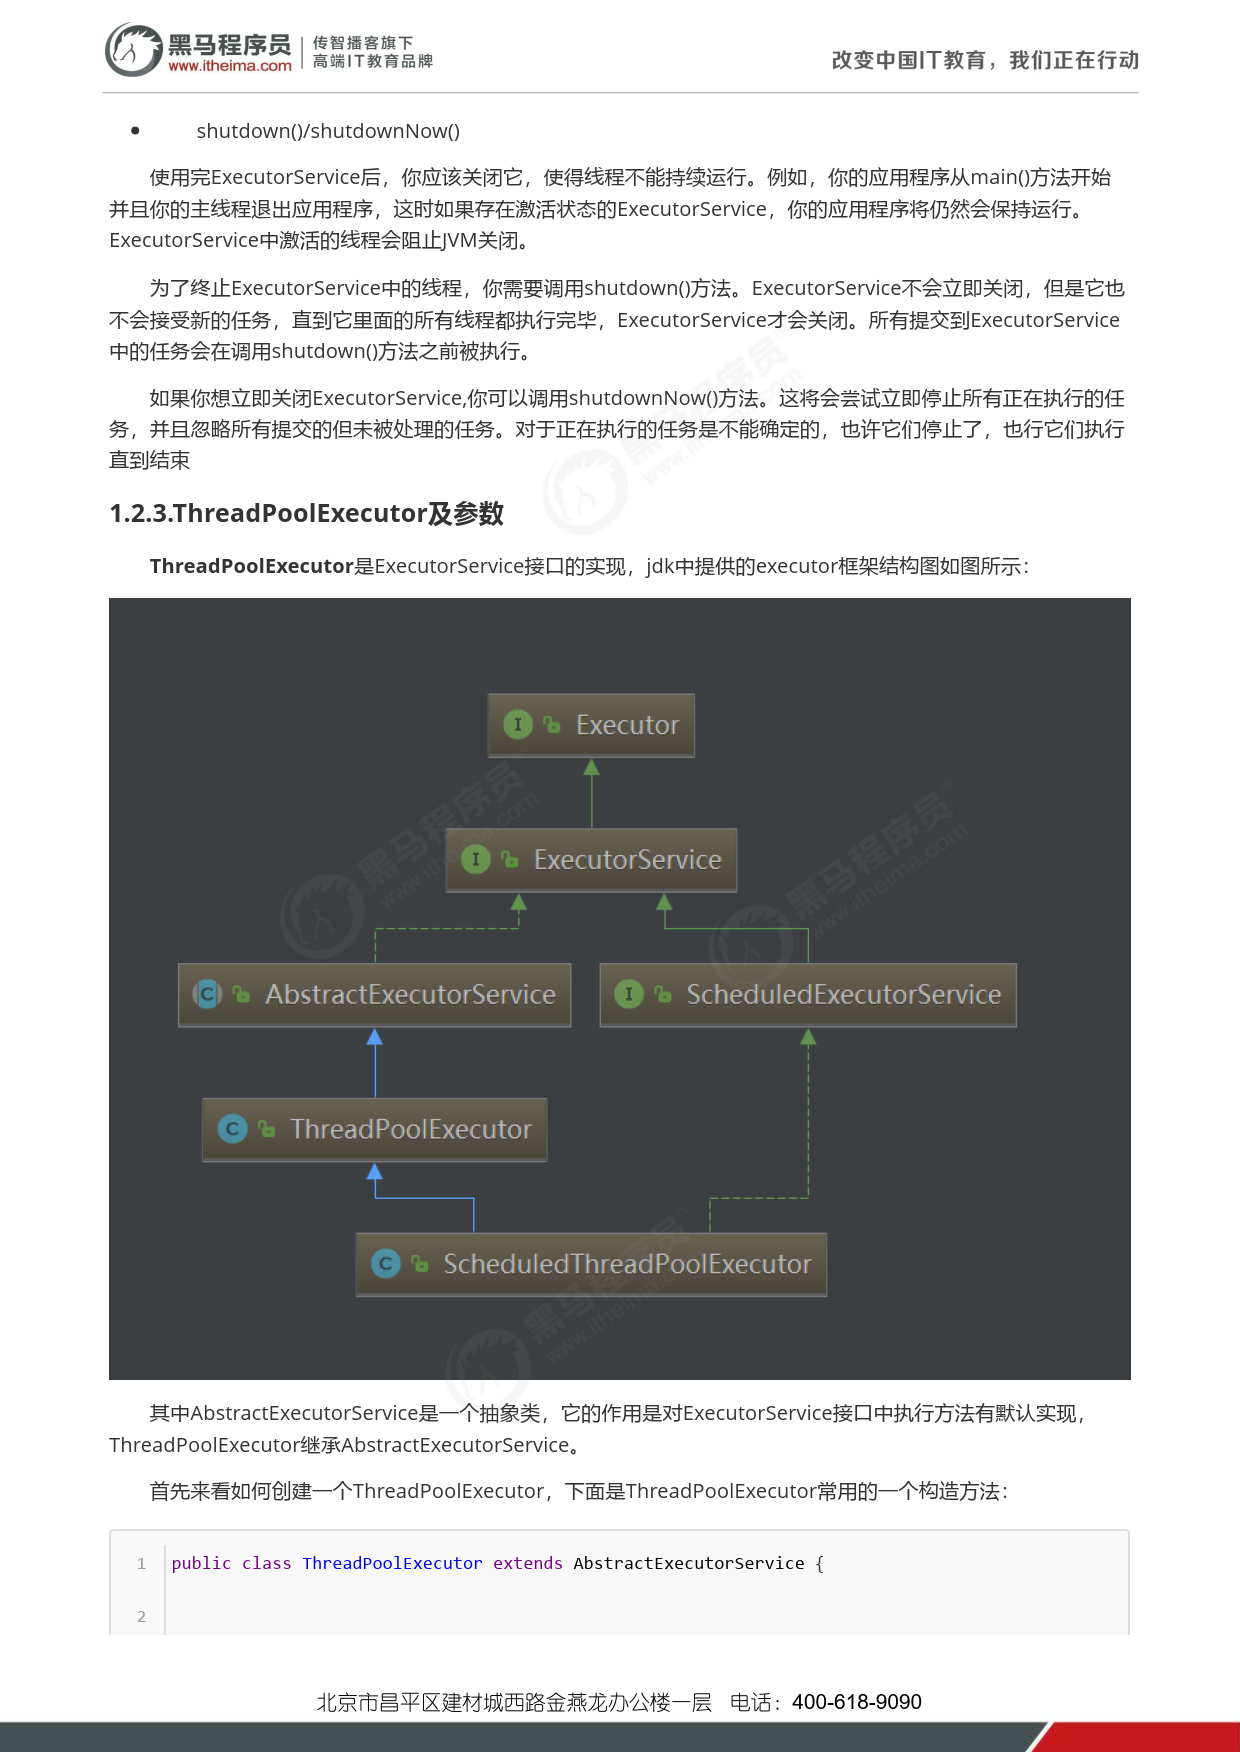 黑马程序员
www.itheima.com
传智播客旗下
高端IT教育品牌
改变中国IT教育，我们正在行动
● shutdown()/shutdownNow()
使用完ExecutorService后，你应该关闭它，使得线程不能持续运行。例如，你的应用程序从main()方法开始
并且你的主线程退出应用程序，这时如果存在激活状态的ExecutorService，你的应用程序将仍然会保持运行。
ExecutorService中激活的线程会阻止JVM关闭。
为了终止ExecutorService中的线程，你需要调用shutdown()方法。ExecutorService不会立即关闭，但是它也
不会接受新的任务，直到它里面的所有线程都执行完毕，ExecutorService才会关闭。所有提交到ExecutorService
中的任务会在调用shutdown()方法之前被执行。
如果你想立即关闭ExecutorService,你可以调用shutdownNow()方法。这将会尝试立即停止所有正在执行的任
务，并且忽略所有提交的但未被处理的任务。对于正在执行的任务是不能确定的，也许它们停止了，也行它们执行
直到结束
1.2.3.ThreadPoolExecutor及参数
ThreadPoolExecutor是ExecutorService接口的实现，jdk中提供的executor框架结构图如图所示：
I Executor
I ExecutorService
C AbstractExecutorService
I ScheduledExecutorService
C ThreadPoolExecutor
C ScheduledThreadPoolExecutor
其中AbstractExecutorService是一个抽象类，它的作用是对ExecutorService接口中执行方法有默认实现，
ThreadPoolExecutor继承AbstractExecutorService。
首先来看如何创建一个ThreadPoolExecutor，下面是ThreadPoolExecutor常用的一个构造方法：
1 public class ThreadPoolExecutor extends AbstractExecutorService {
2
北京市昌平区建材城西路金燕龙办公楼一层 电话：400-618-9090